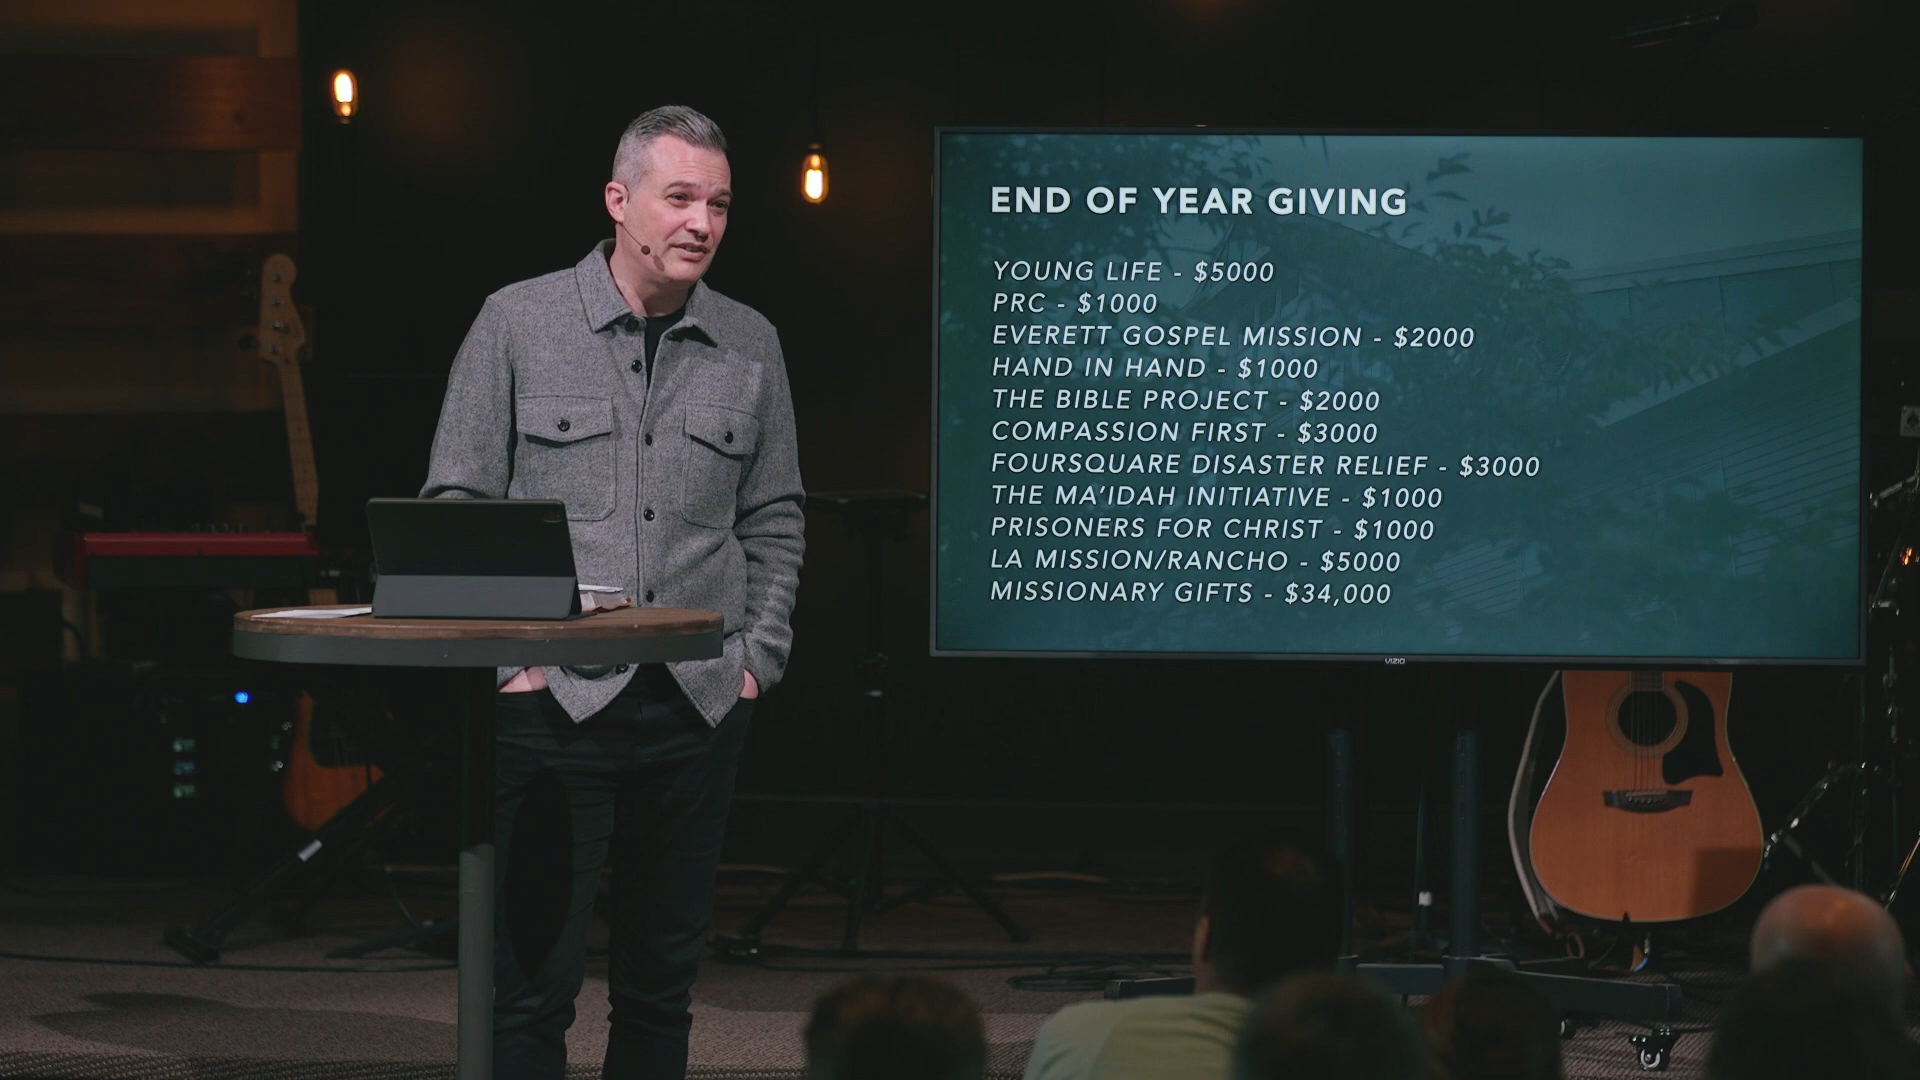 END OF YEAR GIVING
YOUNG LIFE - $5000
PRC - $1000
EVERETT GOSPEL MISSION - $2000
HAND IN HAND - $1000
THE BIBLE PROJECT - $2000
COMPASSION FIRST - $3000
FOURSQUARE DISASTER RELIEF - $3000
THE MA'IDAH INITIATIVE - $1000
PRISONERS FOR CHRIST - $1000
LA MISSION/RANCHO - $5000
MISSIONARY GIFTS - $34,000
VIZIO